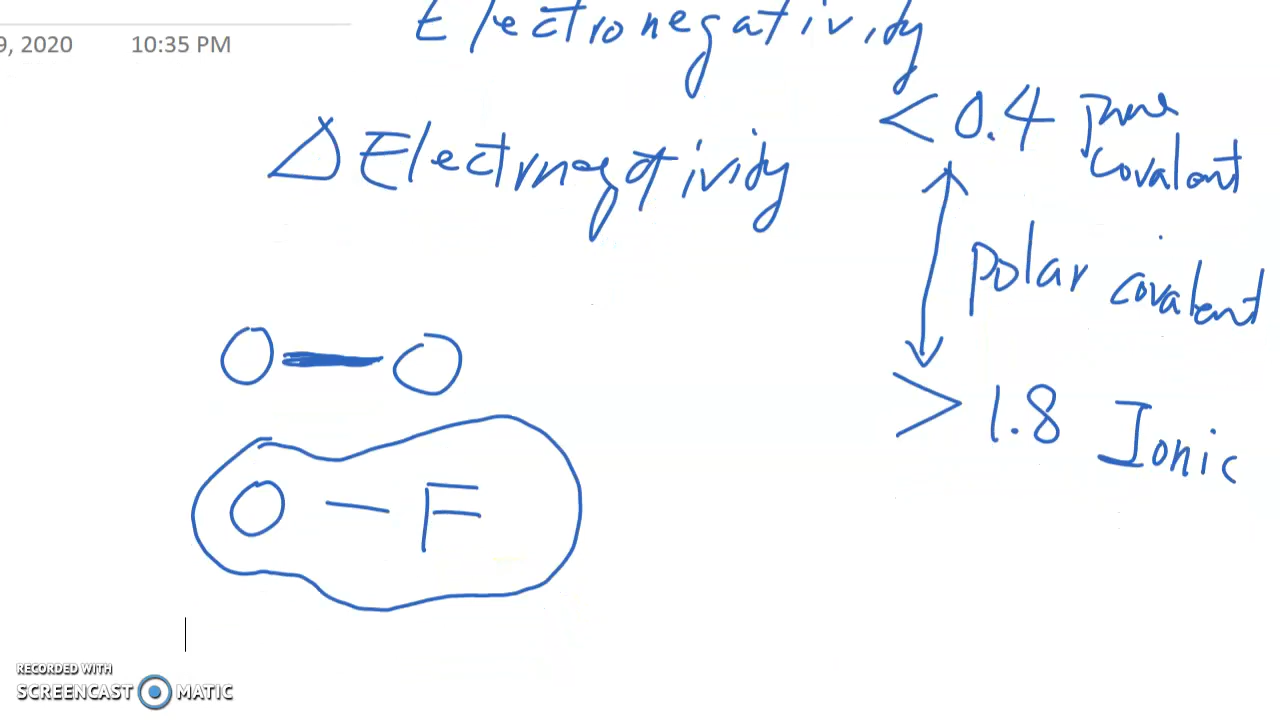 Electronegativity
9, 2020 10:35 PM
Δ Electronegativity
< 0.4 pure
covalent
polar covalent
O — O
> 1.8 Ionic
O — F
RECORDED WITH
SCREENCAST MATIC